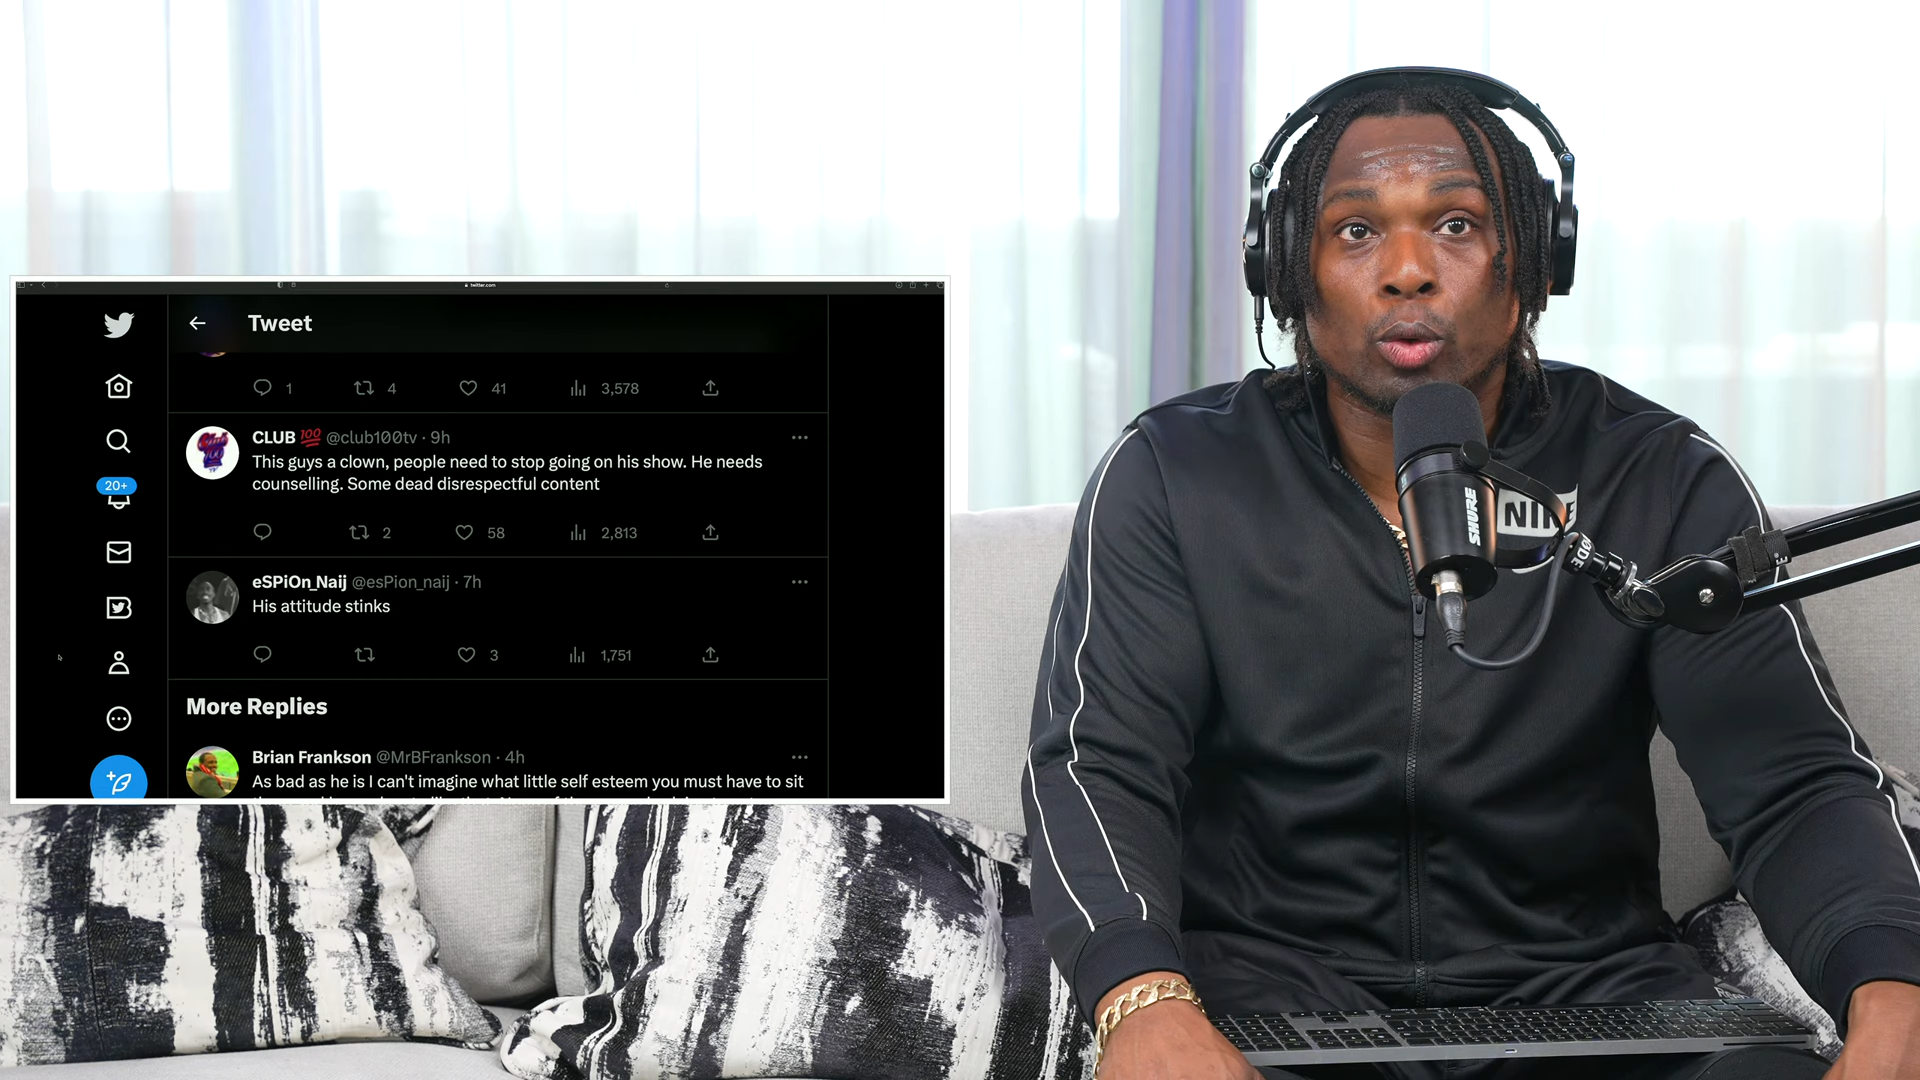 twitter.com
Tweet
1 4 41 3,578
CLUB 💯 @club100tv · 9h
This guys a clown, people need to stop going on his show. He needs
counselling. Some dead disrespectful content
2 58 2,813
20+
eSPiOn_Naij @esPion_naij · 7h
His attitude stinks
3 1,751
More Replies
Brian Frankson @MrBFrankson · 4h
As bad as he is I can't imagine what little self esteem you must have to sit
SHURE
NIKE
RØDE